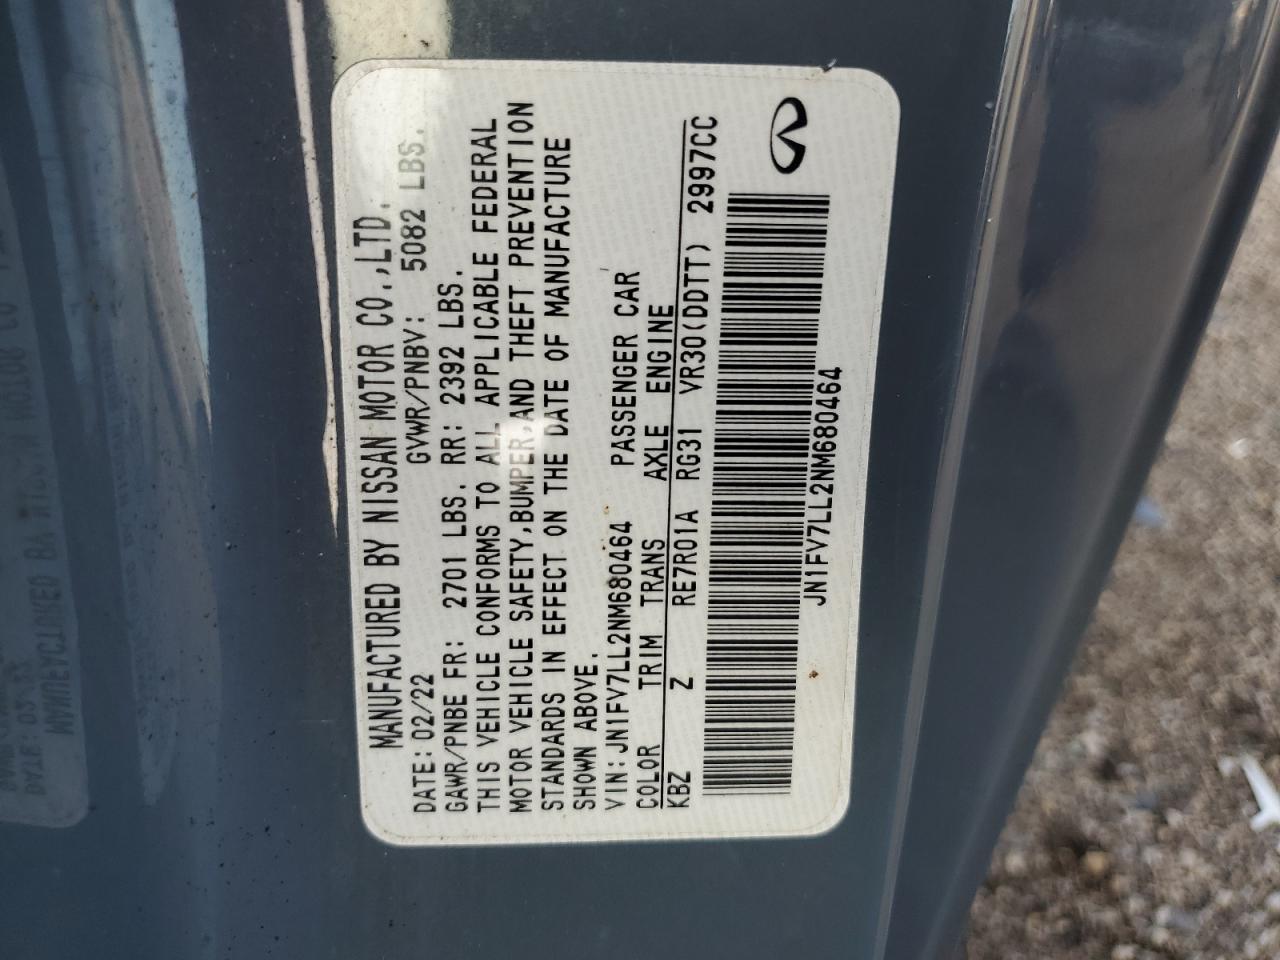 MANUFACTURED BY NISSAN MOTOR CO.,LTD.
DATE: 02/22 GVWR/PNBV: 5082 LBS.
GAWR/PNBE FR: 2701 LBS. RR: 2392 LBS.
THIS VEHICLE CONFORMS TO ALL APPLICABLE FEDERAL
MOTOR VEHICLE SAFETY,BUMPER,AND THEFT PREVENTION
STANDARDS IN EFFECT ON THE DATE OF MANUFACTURE
SHOWN ABOVE.
VIN:JN1FV7LL2NM680464 PASSENGER CAR
COLOR TRIM TRANS AXLE ENGINE
KBZ Z RE7R01A RG31 VR30(DDTT) 2997CC
JN1FV7LL2NM680464